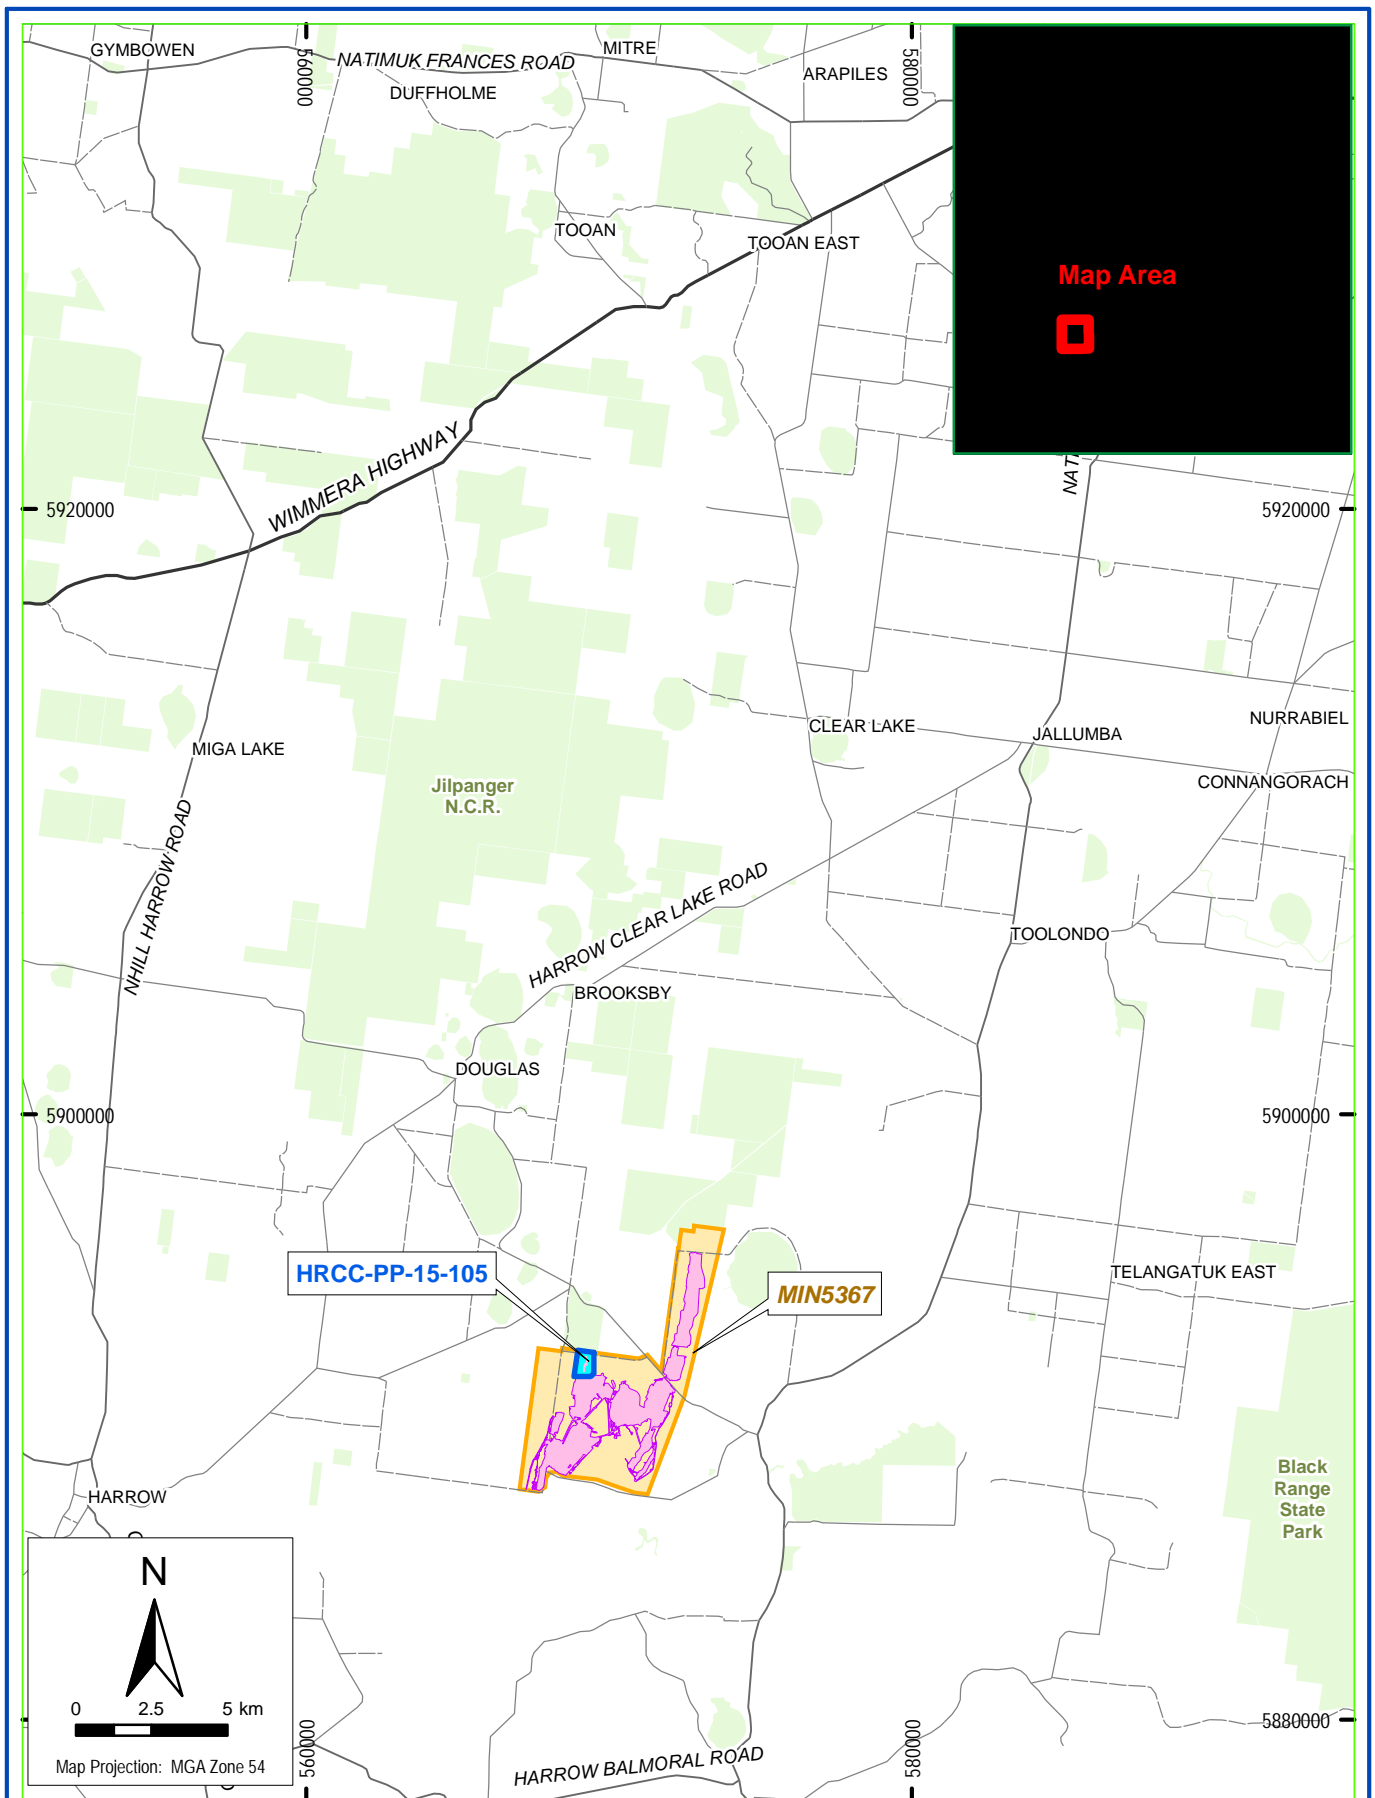 GYMBOWEN
560000
NATIMUK FRANCES ROAD
MITRE
580000
ARAPILES
DUFFHOLME
TOOAN
TOOAN EAST
Map Area
WIMMERA HIGHWAY
NATI
5920000
5920000
CLEAR LAKE
NURRABIEL
JALLUMBA
MIGA LAKE
Jilpanger
N.C.R.
CONNANGORACH
NHILL HARROW ROAD
HARROW CLEAR LAKE ROAD
TOOLONDO
BROOKSBY
DOUGLAS
5900000
5900000
HRCC-PP-15-105
MIN5367
TELANGATUK EAST
Black
Range
State
Park
HARROW
N
0 2.5 5 km
Map Projection: MGA Zone 54
560000
580000
5880000
HARROW BALMORAL ROAD